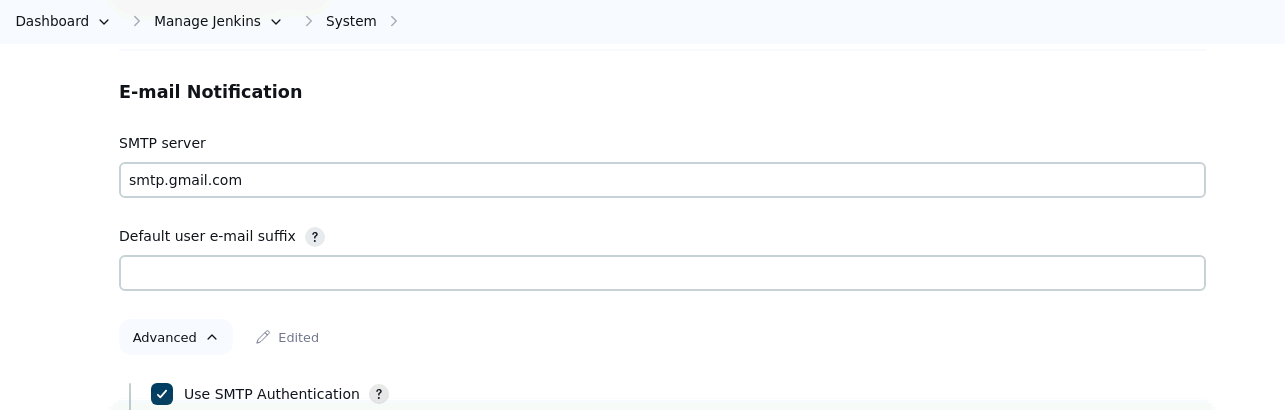 Dashboard Manage Jenkins System
E-mail Notification
SMTP server
smtp.gmail.com
Default user e-mail suffix ?
Advanced Edited
Use SMTP Authentication ?